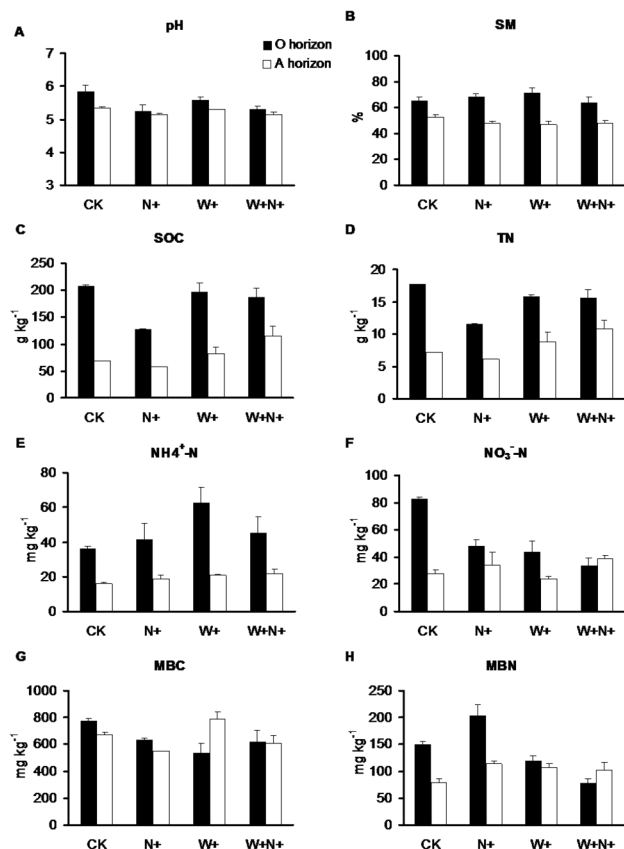 A
pH
O horizon
A horizon
6
5
4
3
CK N+ W+ W+N+
B
SM
%
100
80
60
40
20
0
CK N+ W+ W+N+
C
SOC
g kg⁻¹
250
200
150
100
50
0
CK N+ W+ W+N+
D
TN
g kg⁻¹
20
15
10
5
0
CK N+ W+ W+N+
E
NH4⁺-N
mg kg⁻¹
80
60
40
20
0
CK N+ W+ W+N+
F
NO₃⁻-N
mg kg⁻¹
100
80
60
40
20
0
CK N+ W+ W+N+
G
MBC
mg kg⁻¹
1000
800
600
400
200
0
CK N+ W+ W+N+
H
MBN
mg kg⁻¹
250
200
150
100
50
0
CK N+ W+ W+N+